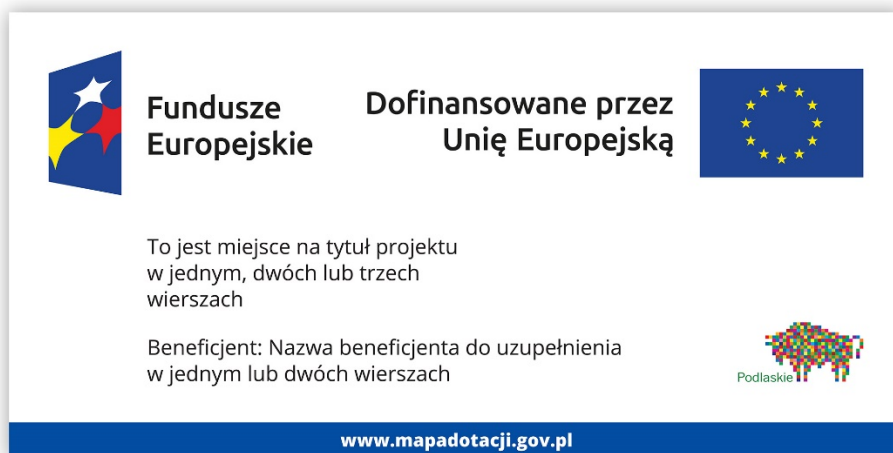 Fundusze
Europejskie
Dofinansowane przez
Unię Europejską
To jest miejsce na tytuł projektu
w jednym, dwóch lub trzech
wierszach
Beneficjent: Nazwa beneficjenta do uzupełnienia
w jednym lub dwóch wierszach
Podlaskie
www.mapadotacji.gov.pl